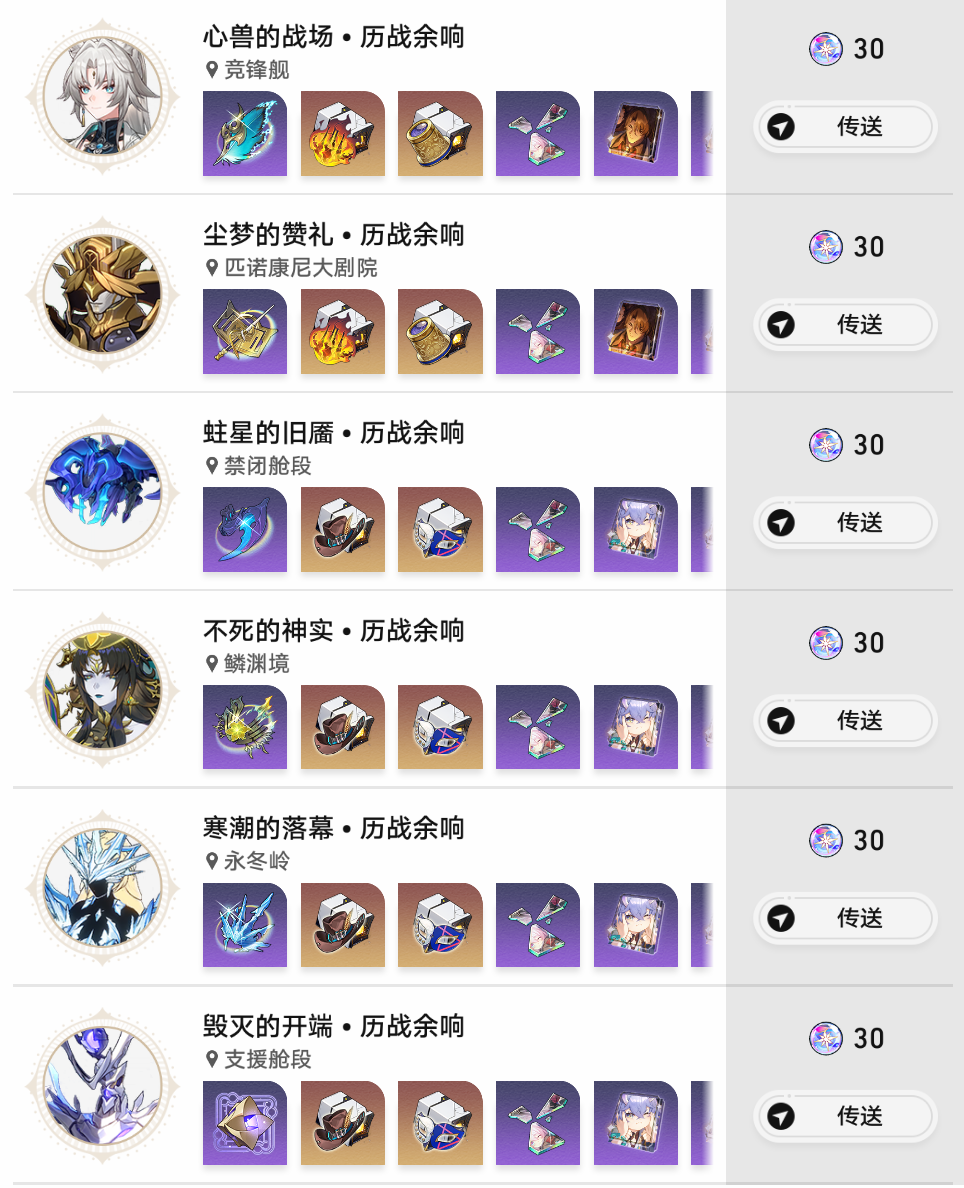 心兽的战场 • 历战余响
竞锋舰
30
传送
尘梦的赞礼 • 历战余响
匹诺康尼大剧院
30
传送
蛀星的旧靥 • 历战余响
禁闭舱段
30
传送
不死的神实 • 历战余响
鳞渊境
30
传送
寒潮的落幕 • 历战余响
永冬岭
30
传送
毁灭的开端 • 历战余响
支援舱段
30
传送